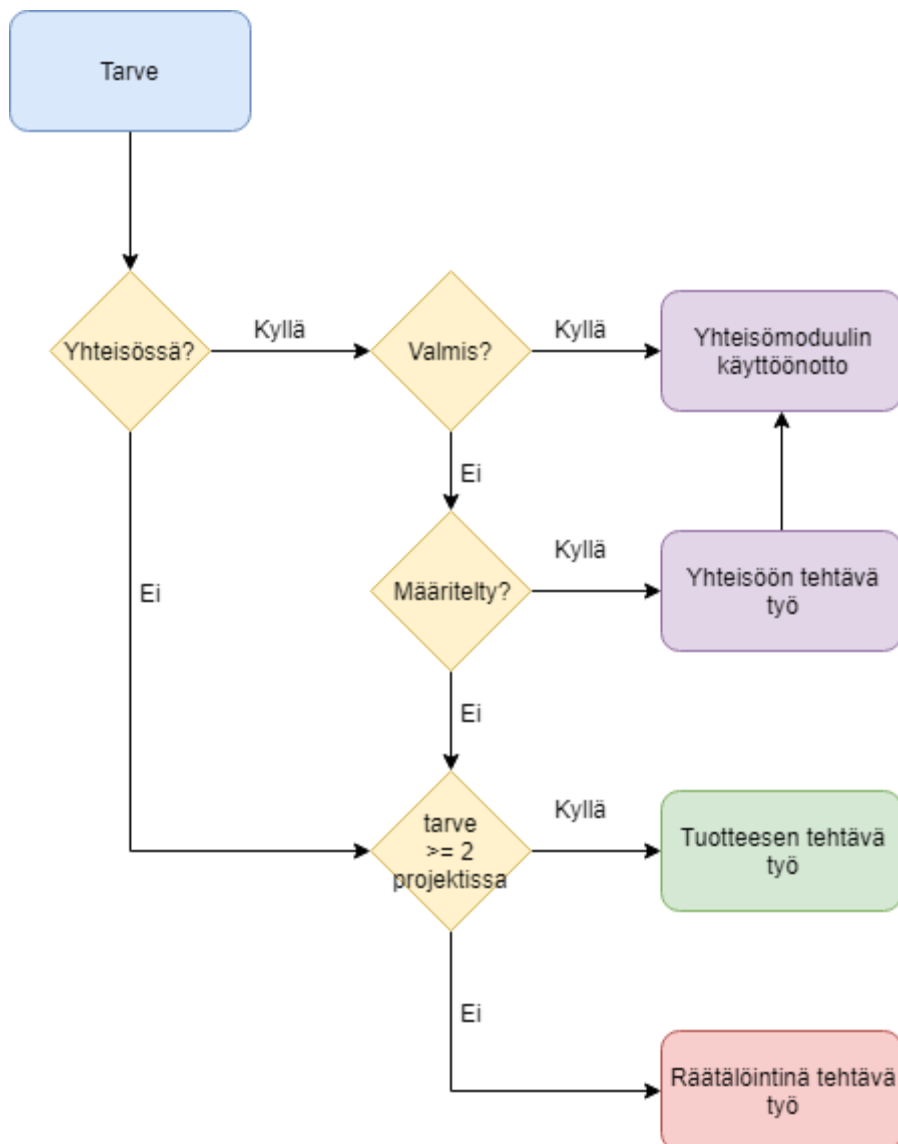 Tarve
Yhteisössä?
Kyllä
Valmis?
Kyllä
Yhteisömoduulin
käyttöönotto
Ei
Määritelty?
Kyllä
Yhteisöön tehtävä
työ
Ei
Ei
tarve
>= 2
projektissa
Kyllä
Tuotteesen tehtävä
työ
Ei
Räätälöintinä tehtävä
työ